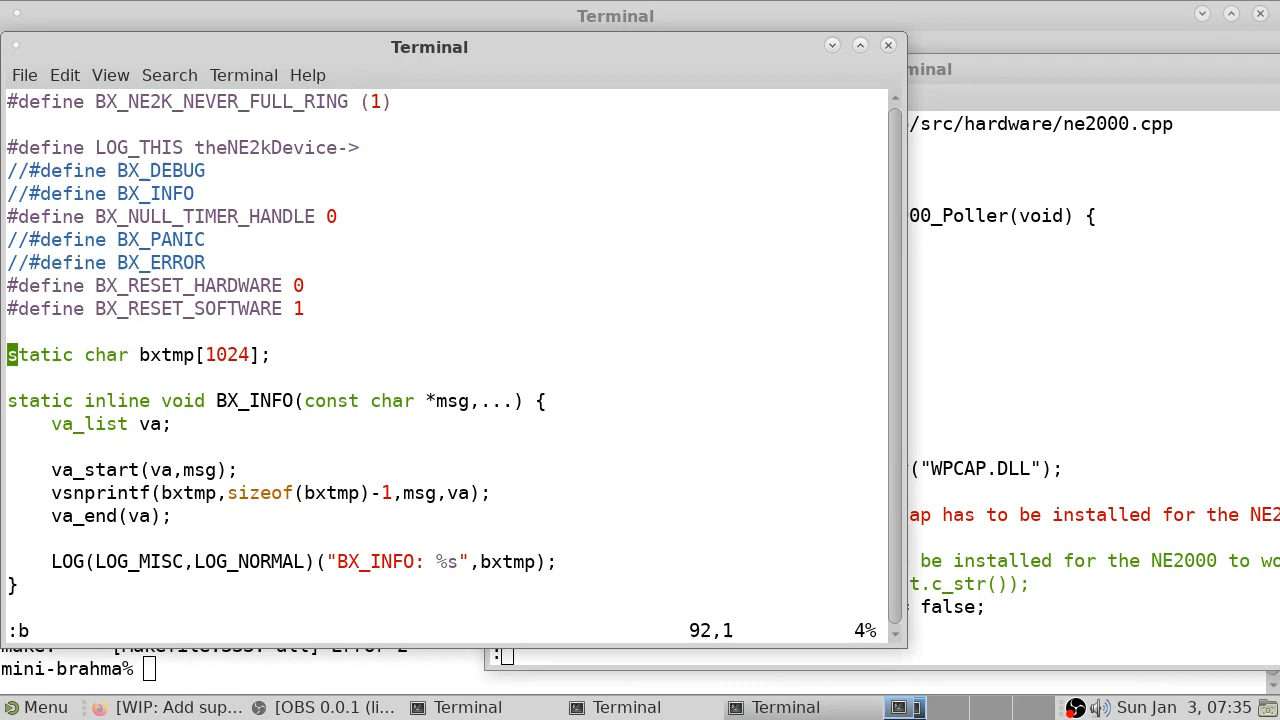 Terminal
Terminal
File Edit View Search Terminal Help
#define BX_NE2K_NEVER_FULL_RING (1)
#define LOG_THIS theNE2kDevice->
//#define BX_DEBUG
//#define BX_INFO
#define BX_NULL_TIMER_HANDLE 0
//#define BX_PANIC
//#define BX_ERROR
#define BX_RESET_HARDWARE 0
#define BX_RESET_SOFTWARE 1
static char bxtmp[1024];
static inline void BX_INFO(const char *msg,...) {
va_list va;
va_start(va,msg);
vsnprintf(bxtmp,sizeof(bxtmp)-1,msg,va);
va_end(va);
LOG(LOG_MISC,LOG_NORMAL)("BX_INFO: %s",bxtmp);
}
:b 92,1 4%
minal
/src/hardware/ne2000.cpp
00_Poller(void) {
("WPCAP.DLL");
ap has to be installed for the NE2
be installed for the NE2000 to wo
t.c_str());
= false;
:
mini-brahma%
Menu [WIP: Add sup... [OBS 0.0.1 (li... Terminal Terminal Terminal Sun Jan 3, 07:35